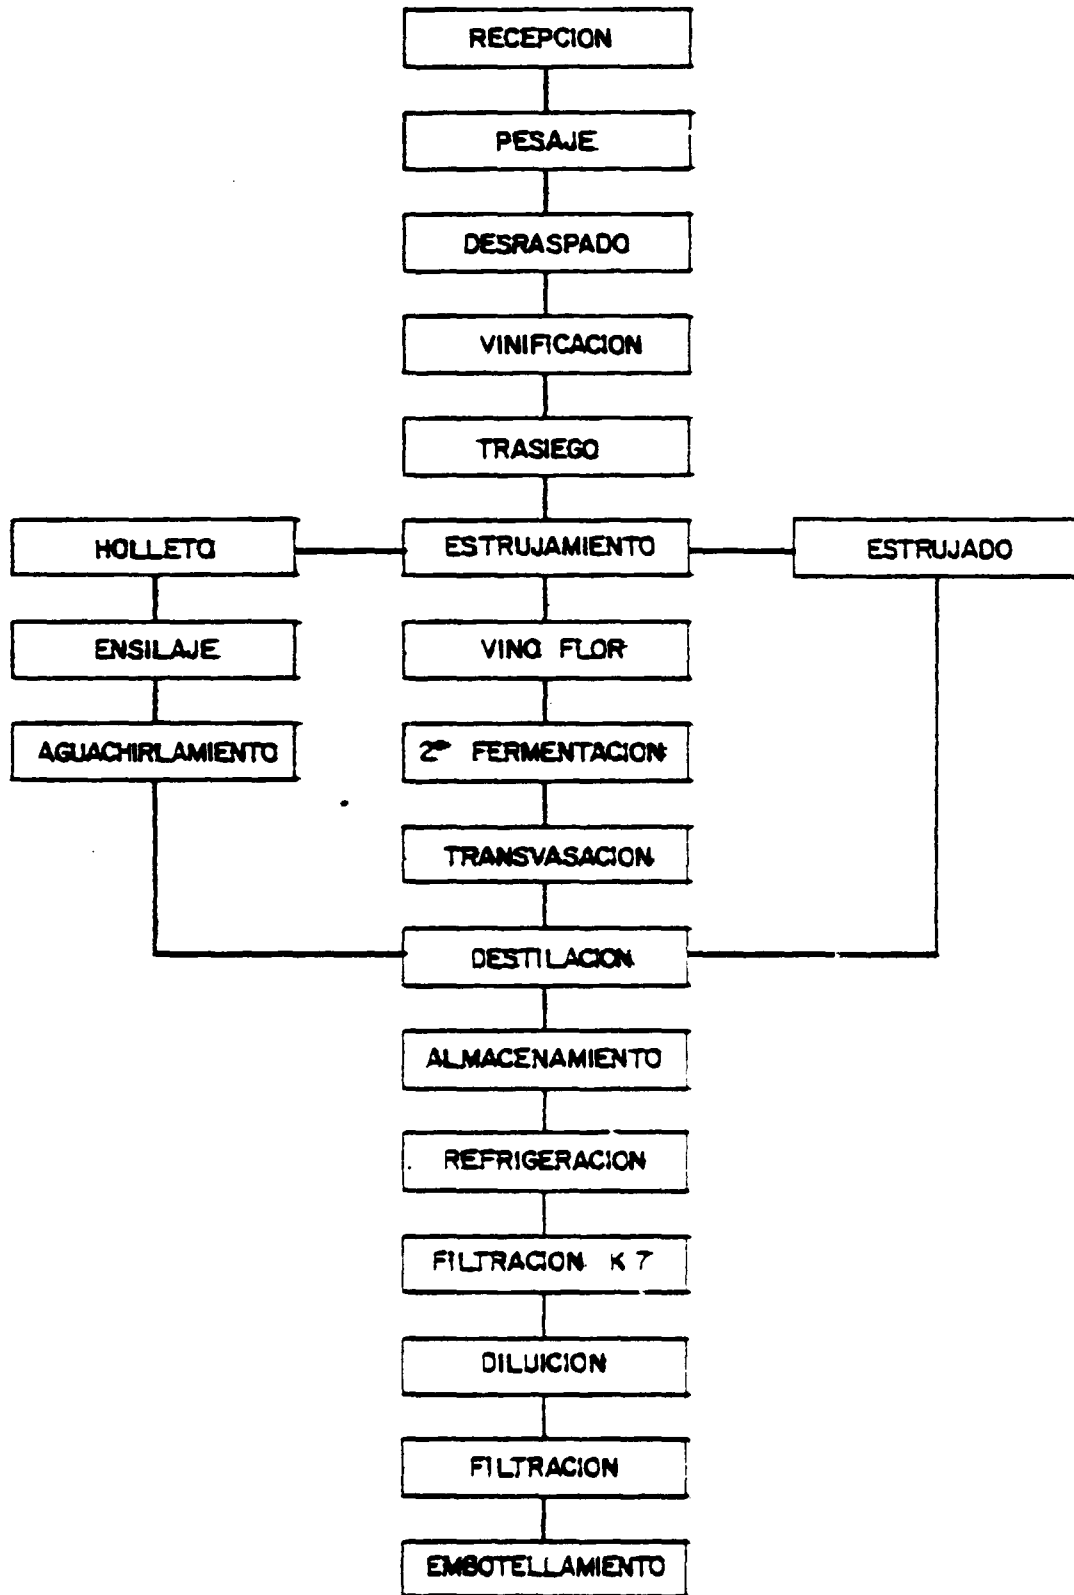 RECEPCION
PESAJE
DESRASPADO
VINIFICACION
TRASIEGO
HOLLETO
ESTRUJAMIENTO
ESTRUJADO
ENSILAJE
VINO FLOR
AGUACHIRLAMIENTO
2ª FERMENTACION
TRANSVASACION
DESTILACION
ALMACENAMIENTO
REFRIGERACION
FILTRACION K 7
DILUICION
FILTRACION
EMBOTELLAMIENTO